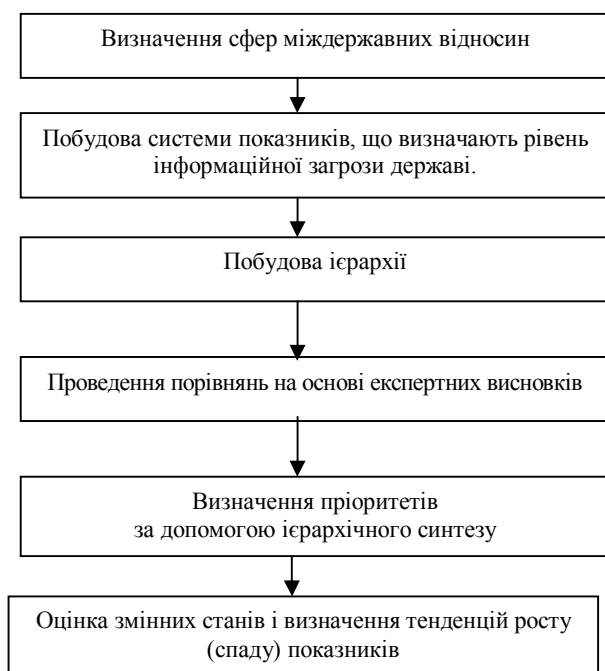 Визначення сфер міждержавних відносин
Побудова системи показників, що визначають рівень
інформаційної загрози державі.
Побудова ієрархії
Проведення порівнянь на основі експертних висновків
Визначення пріоритетів
за допомогою ієрархічного синтезу
Оцінка змінних станів і визначення тенденцій росту
(спаду) показників